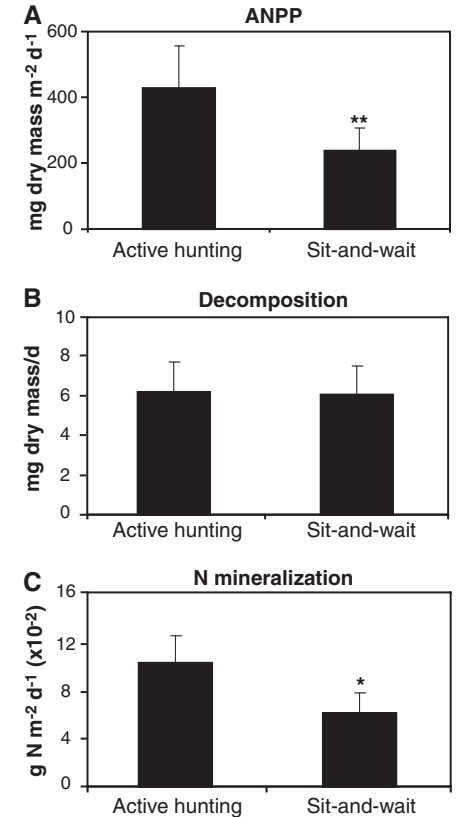 A ANPP
mg dry mass m-2 d-1
600
400
200
0
**
Active hunting Sit-and-wait
B Decomposition
mg dry mass/d
10
8
6
4
2
0
Active hunting Sit-and-wait
C N mineralization
g N m-2 d-1 (x10-2)
16
12
8
4
0
*
Active hunting Sit-and-wait